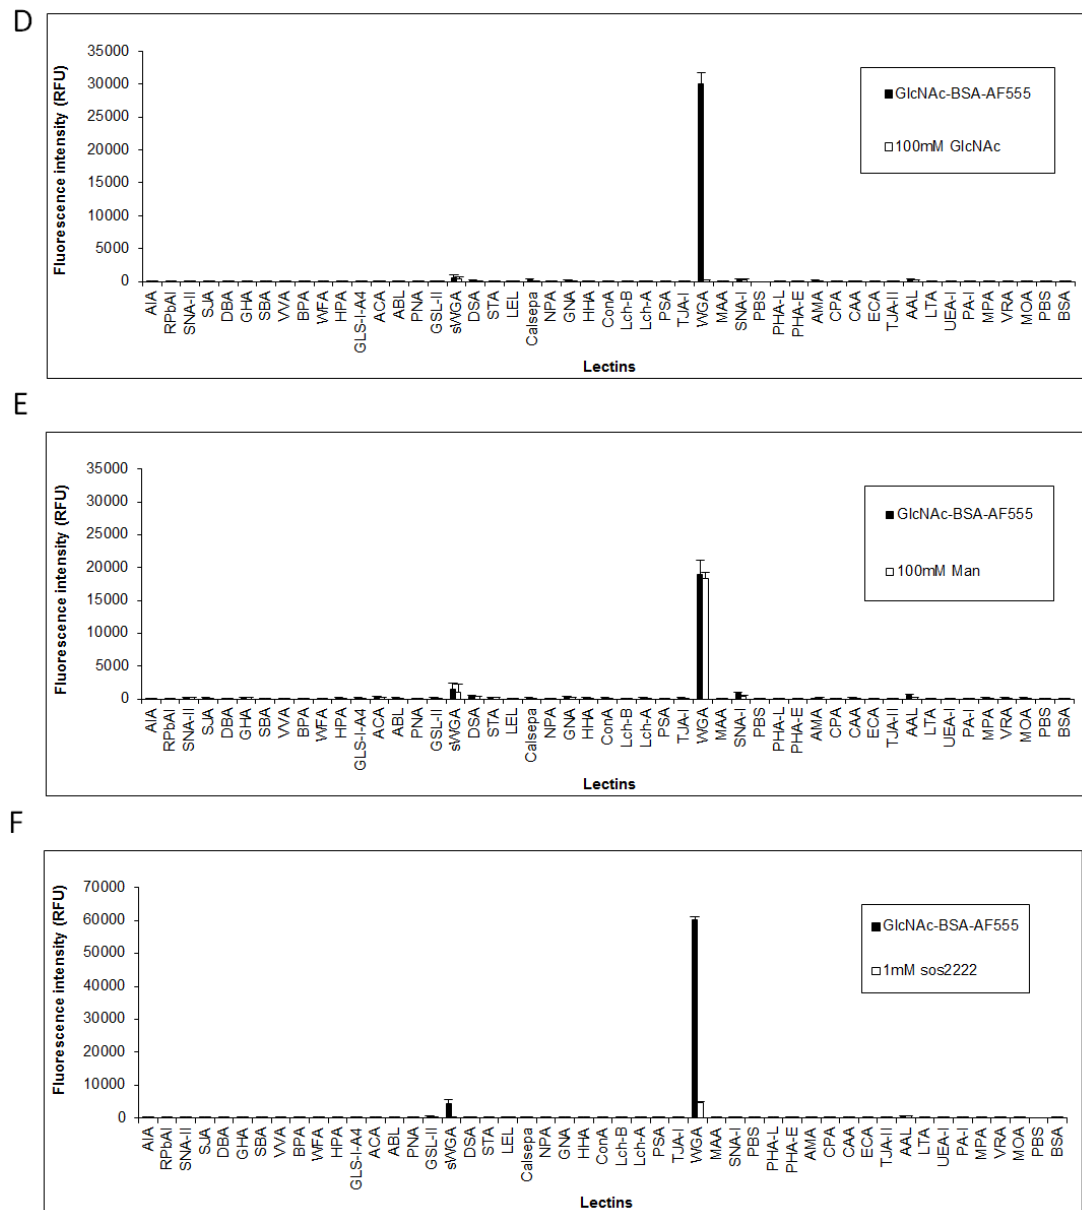 D
Fluorescence intensity (RFU)
35000
30000
25000
20000
15000
10000
5000
0
GlcNAc-BSA-AF555
100mM GlcNAc
AIA RPbAI SNA-II SJA DBA GHA SBA VVA BPA WFA HPA GLS-I-A4 ACA ABL PNA GSL-II sWGA DSA STA LEL Calsepa NPA GNA HHA ConA Lch-B Lch-A PSA TJA-I WGA MAA SNA-I PBS PHA-L PHA-E AMA CPA CAA ECA TJA-II AAL LTA UEA-I PA-I MPA VRA MOA PBS BSA
Lectins
E
Fluorescence intensity (RFU)
35000
30000
25000
20000
15000
10000
5000
0
GlcNAc-BSA-AF555
100mM Man
AIA RPbAI SNA-II SJA DBA GHA SBA VVA BPA WFA HPA GLS-I-A4 ACA ABL PNA GSL-II sWGA DSA STA LEL Calsepa NPA GNA HHA ConA Lch-B Lch-A PSA TJA-I WGA MAA SNA-I PBS PHA-L PHA-E AMA CPA CAA ECA TJA-II AAL LTA UEA-I PA-I MPA VRA MOA PBS BSA
Lectins
F
Fluorescence intensity (RFU)
70000
60000
50000
40000
30000
20000
10000
0
GlcNAc-BSA-AF555
1mM sos2222
AIA RPbAI SNA-II SJA DBA GHA SBA VVA BPA WFA HPA GLS-I-A4 ACA ABL PNA GSL-II sWGA DSA STA LEL Calsepa NPA GNA HHA ConA Lch-B Lch-A PSA TJA-I WGA MAA SNA-I PBS PHA-L PHA-E AMA CPA CAA ECA TJA-II AAL LTA UEA-I PA-I MPA VRA MOA PBS BSA
Lectins